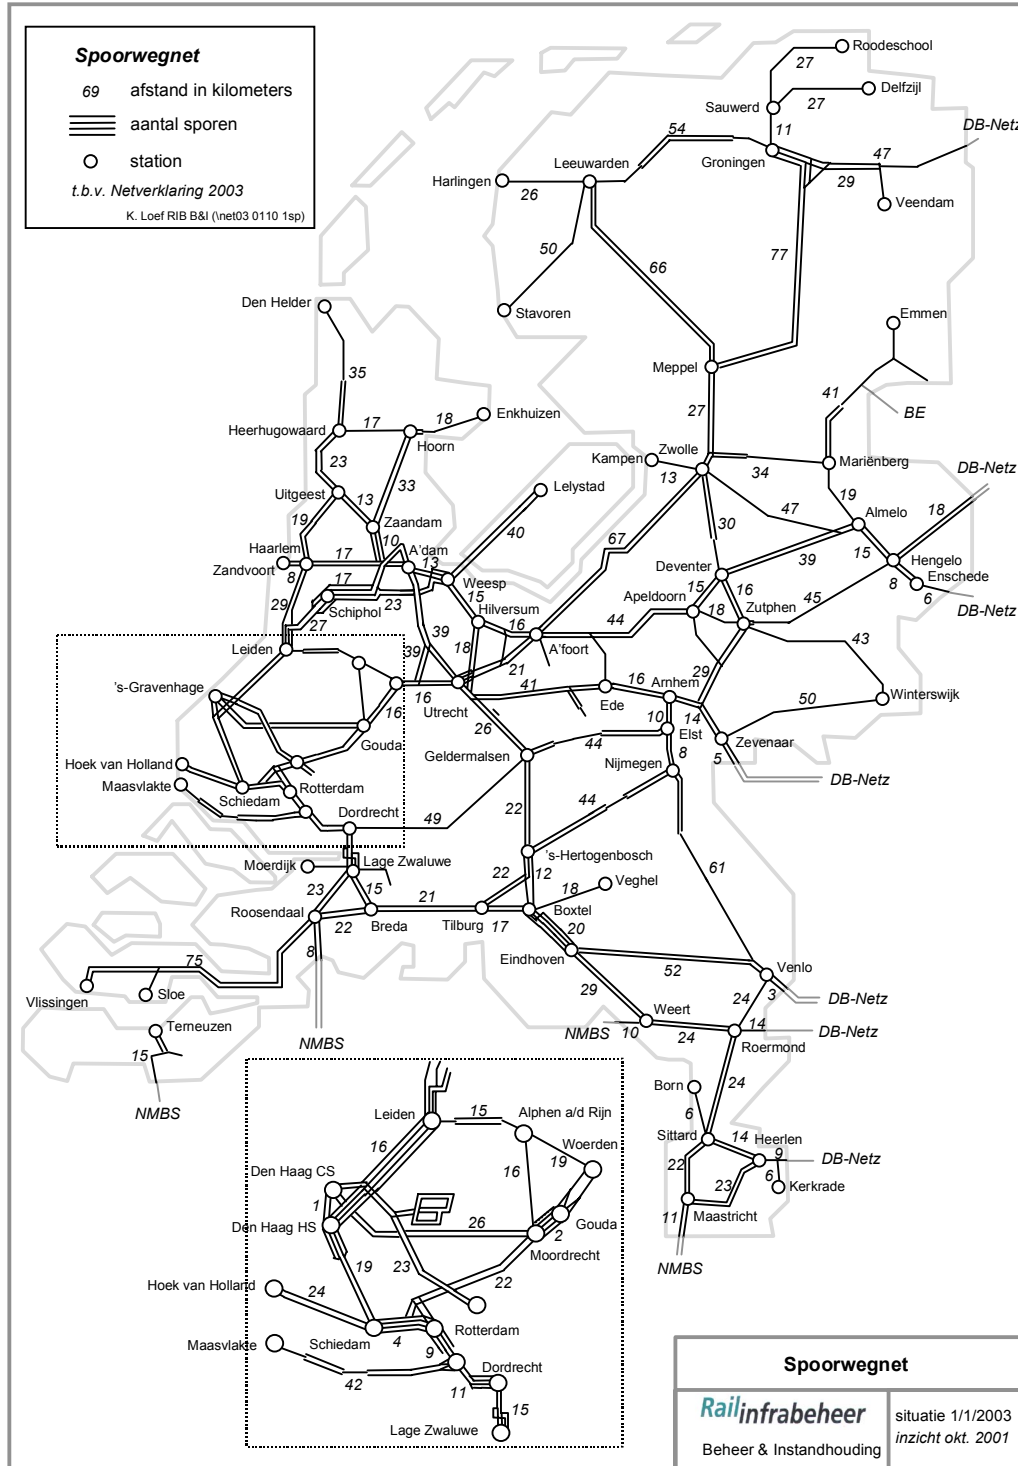 Spoorwegnet
69 afstand in kilometers
aantal sporen
station
t.b.v. Netverklaring 2003
K. Loef RIB B&I (\net03 0110 1sp)
Roodeschool
27
Delfzijl
Sauwerd
27
DB-Netz
54
11
Leeuwarden
Groningen
47
Harlingen
26
29
Veendam
50
66
77
Den Helder
Stavoren
Emmen
Meppel
35
41
27
BE
Enkhuizen
17
18
Heerhugowaard
Hoorn
Zwolle
Kampen
23
13
34
Mariënberg
DB-Netz
33
Uitgeest
13
Lelystad
19
47
18
19
Zaandam
30
Almelo
10
40
67
Haarlem
17
A'dam
39
15
Hengelo
Zandvoort
8
13
Weesp
Deventer
Enschede
17
15
8
6
29
Schiphol
23
15
Apeldoorn
16
45
DB-Netz
27
Hilversum
18
Zutphen
16
44
39
18
A'foort
43
Leiden
39
21
29
's-Gravenhage
41
16
Arnhem
50
Winterswijk
16
16
Utrecht
Ede
14
26
10
Elst
Zevenaar
Gouda
44
5
Hoek van Holland
Geldermalsen
8
DB-Netz
Maasvlakte
Nijmegen
Schiedam
Rotterdam
44
Dordrecht
49
22
Moerdijk
Lage Zwaluwe
's-Hertogenbosch
61
22
12
23
15
18
Veghel
21
Roosendaal
22
Breda
Tilburg
17
Boxtel
20
8
Eindhoven
75
52
Venlo
Vlissingen
Sloe
29
24
3
DB-Netz
Weert
Terneuzen
NMBS
10
24
14
DB-Netz
15
NMBS
Roermond
24
Born
NMBS
6
Sittard
14
Heerlen
22
9
DB-Netz
23
6
Kerkrade
11
Maastricht
NMBS
Leiden
15
Alphen a/d Rijn
16
Woerden
Den Haag CS
16
19
1
Den Haag HS
26
Gouda
2
Moordrecht
19
23
22
Hoek van Holland
24
Rotterdam
Maasvlakte
Schiedam
4
9
Dordrecht
42
11
15
Lage Zwaluwe
Spoorwegnet
Railinfrabeheer
situatie 1/1/2003
inzicht okt. 2001
Beheer & Instandhouding